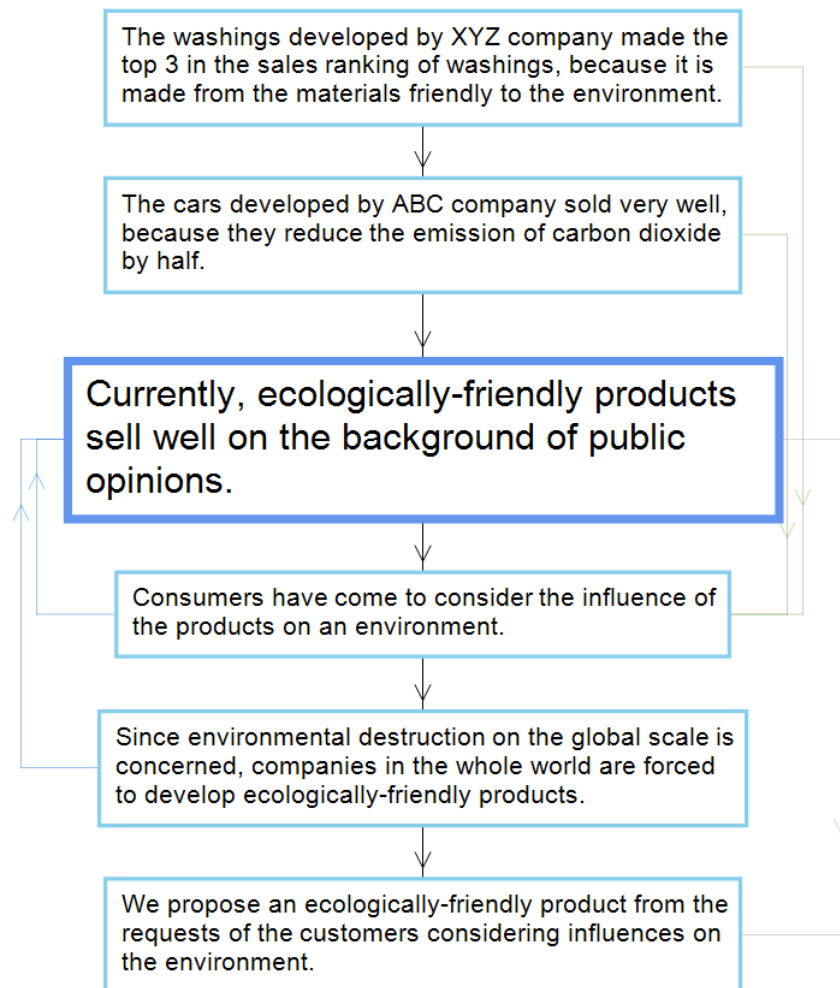 The washings developed by XYZ company made the
top 3 in the sales ranking of washings, because it is
made from the materials friendly to the environment.
The cars developed by ABC company sold very well,
because they reduce the emission of carbon dioxide
by half.
Currently, ecologically-friendly products
sell well on the background of public
opinions.
Consumers have come to consider the influence of
the products on an environment.
Since environmental destruction on the global scale is
concerned, companies in the whole world are forced
to develop ecologically-friendly products.
We propose an ecologically-friendly product from the
requests of the customers considering influences on
the environment.